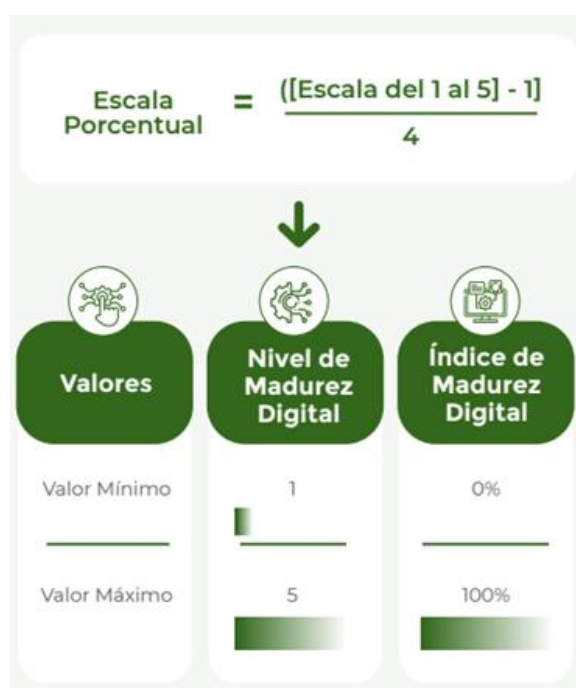 Escala
Porcentual
=
([Escala del 1 al 5] - 1]
4
Valores
Nivel de
Madurez
Digital
Índice de
Madurez
Digital
Valor Mínimo
1
0%
Valor Máximo
5
100%